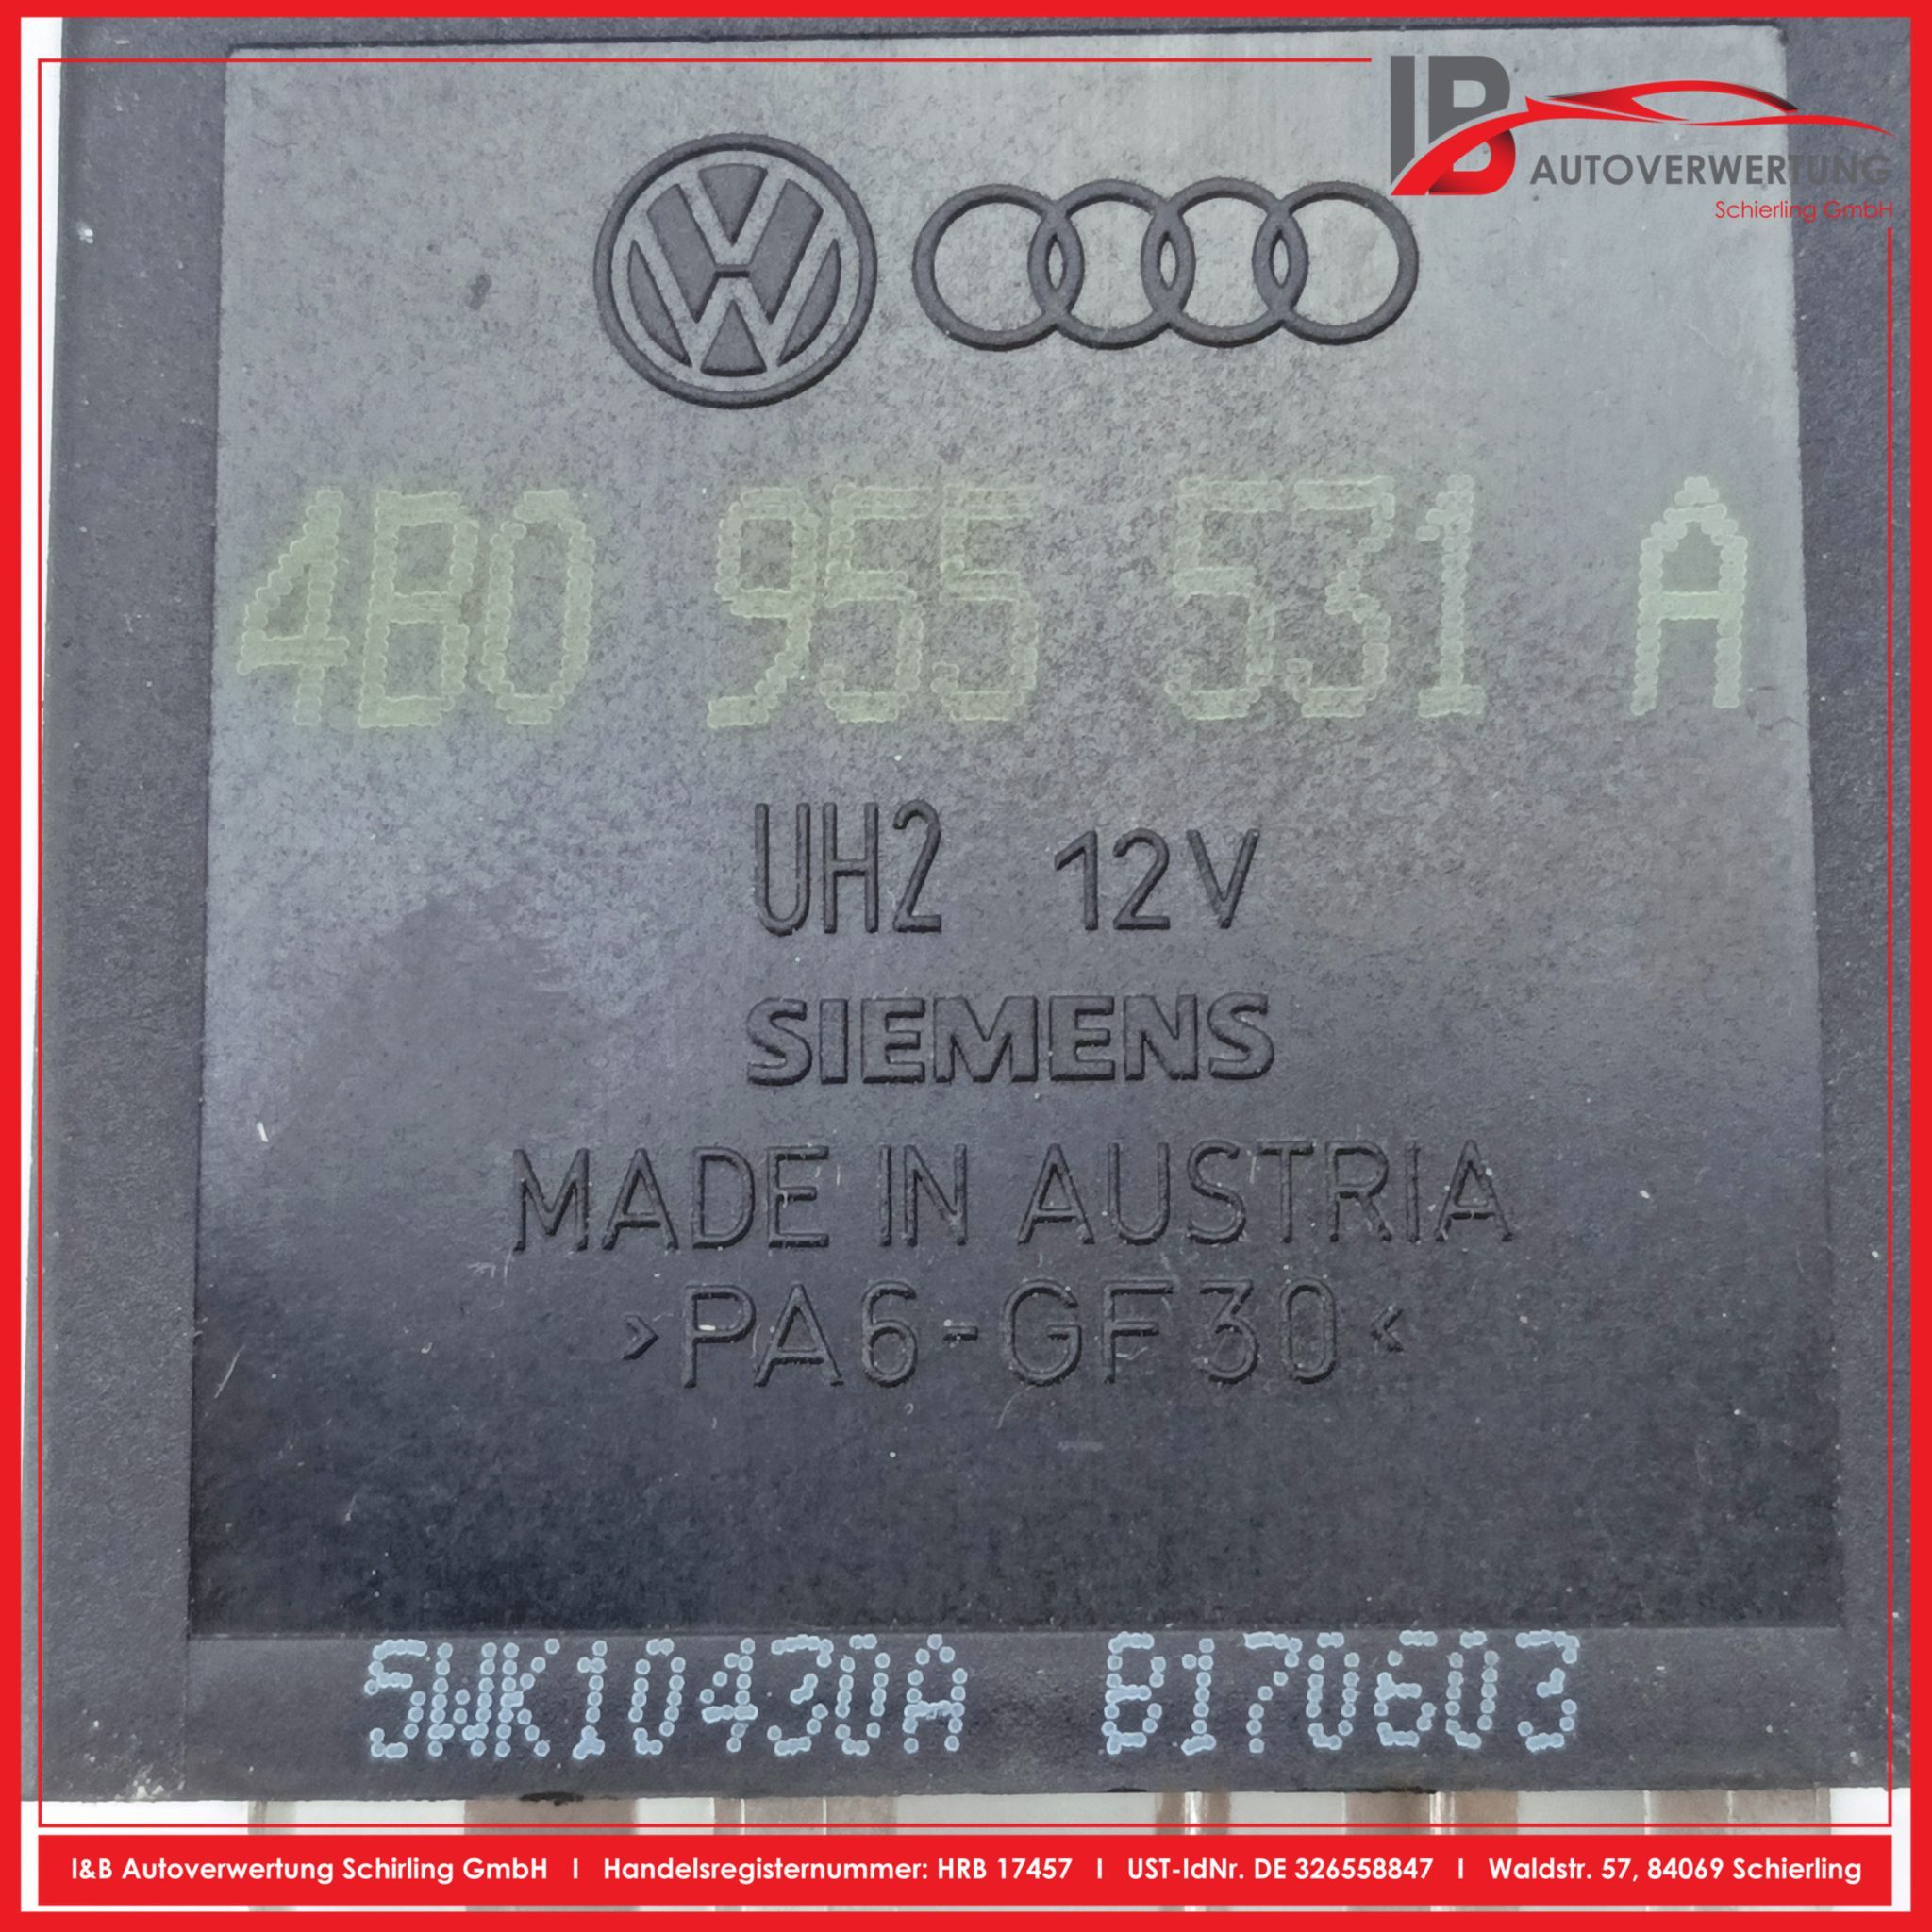 IB
AUTOVERWERTUNG
Schierling GmbH
4B0 955 531 A
UH2 12V
SIEMENS
MADE IN AUSTRIA
>PA6-GF30<
5WK10430A B170603
I&B Autoverwertung Schirling GmbH I Handelsregisternummer: HRB 17457 I UST-IdNr. DE 326558847 I Waldstr. 57, 84069 Schierling